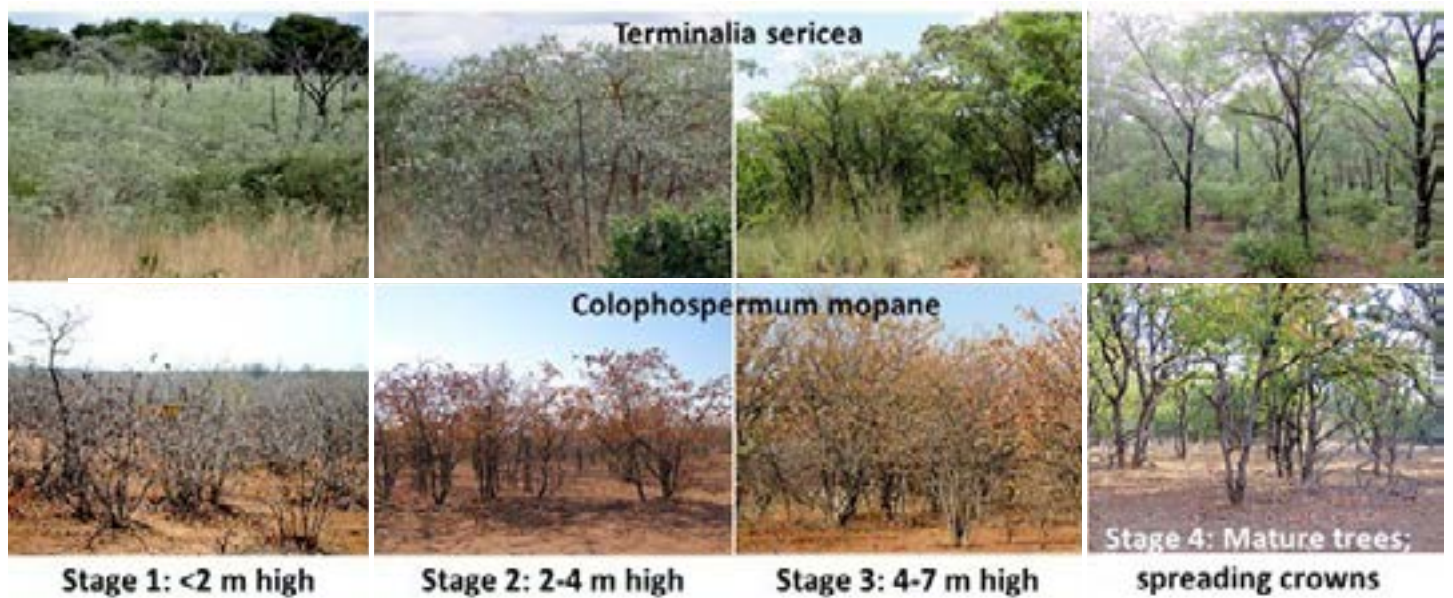 Terminalia sericea
Colophospermum mopane
Stage 1: <2 m high
Stage 2: 2-4 m high
Stage 3: 4-7 m high
Stage 4: Mature trees;
spreading crowns